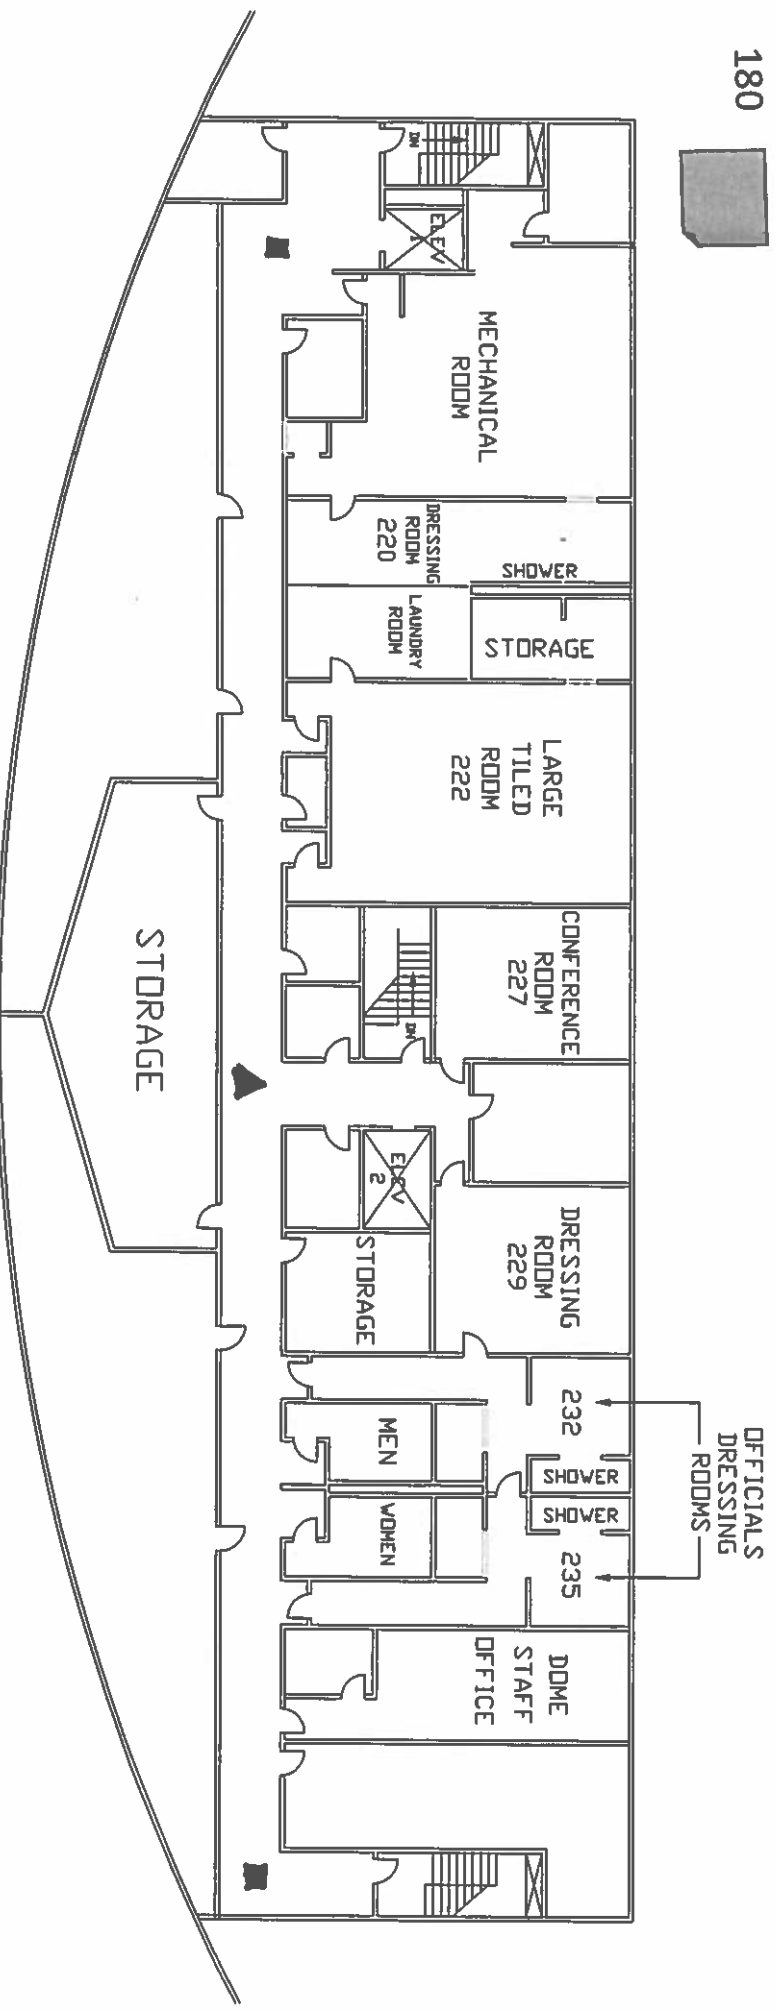 180
DN
ELEV
1
MECHANICAL
ROOM
DRESSING
ROOM
220
SHOWER
LAUNDRY
ROOM
STORAGE
LARGE
TILED
ROOM
222
CONFERENCE
ROOM
227
DN
STORAGE
ELEV
2
STORAGE
DRESSING
ROOM
229
OFFICIALS
DRESSING
ROOMS
232
SHOWER
SHOWER
235
MEN
WOMEN
DOME
STAFF
OFFICE